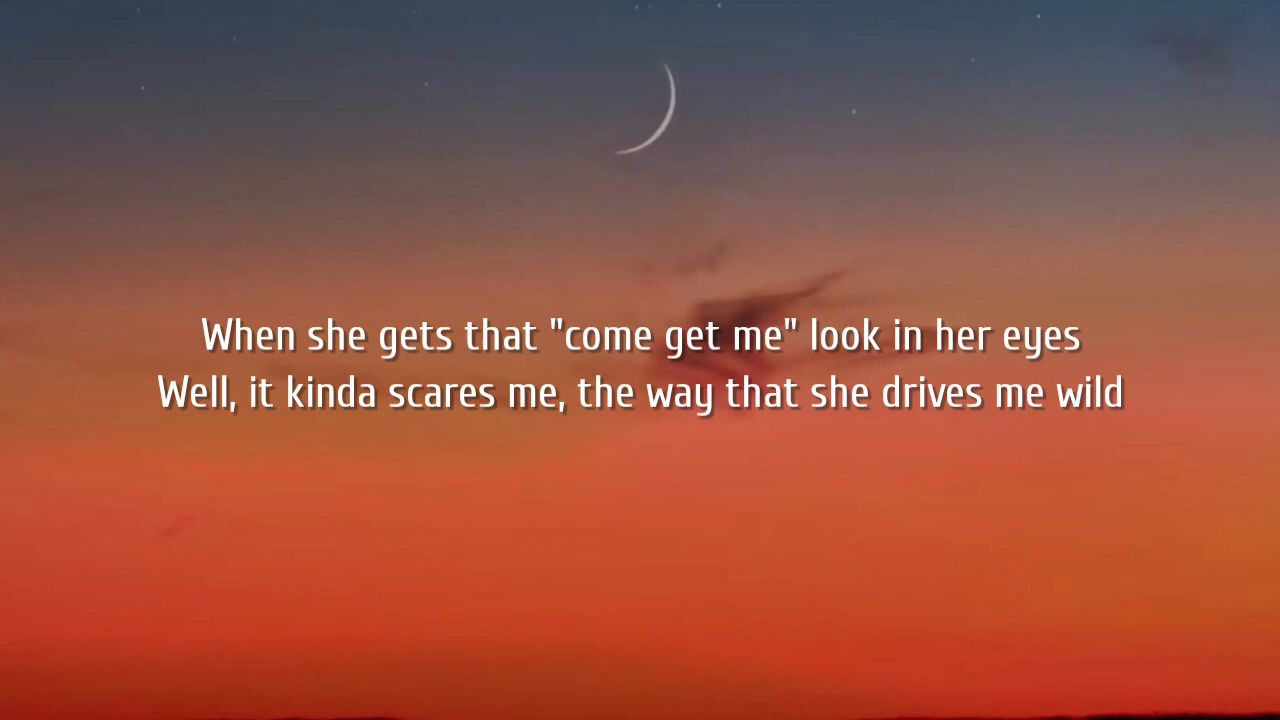 When she gets that "come get me" look in her eyes
Well, it kinda scares me, the way that she drives me wild